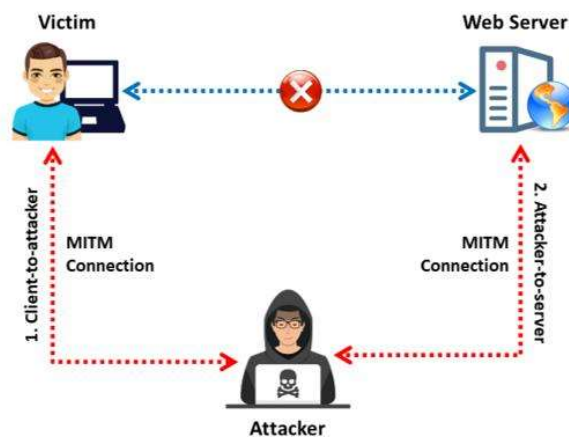 Victim
Web Server
1. Client-to-attacker
MITM
Connection
MITM
Connection
2. Attacker-to-server
Attacker